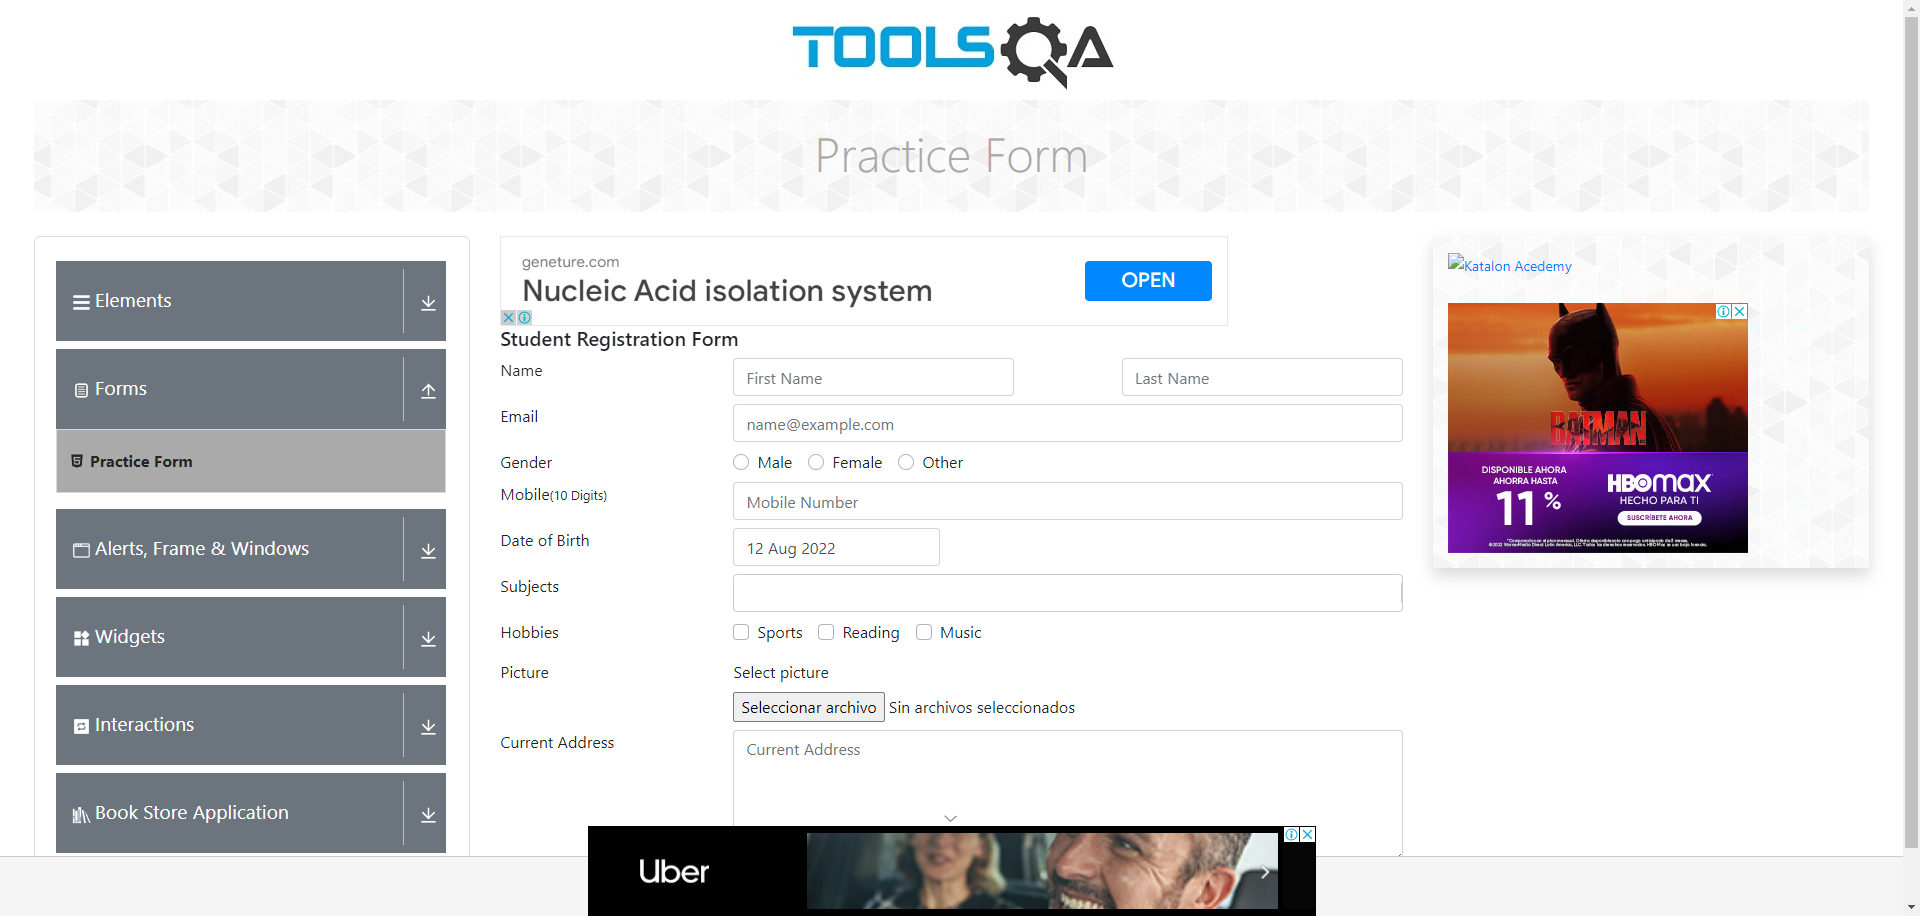 TOOLSQA
Practice Form
Elements
Forms
Practice Form
Alerts, Frame & Windows
Widgets
Interactions
Book Store Application
geneture.com
Nucleic Acid isolation system
OPEN
Student Registration Form
Name
First Name
Last Name
Email
name@example.com
Gender
Male
Female
Other
Mobile(10 Digits)
Mobile Number
Date of Birth
12 Aug 2022
Subjects
Hobbies
Sports
Reading
Music
Picture
Select picture
Seleccionar archivo
Sin archivos seleccionados
Current Address
Current Address
Katalon Acedemy
BATMAN
DISPONIBLE AHORA
AHORRA HASTA
11%
HBOMAX
HECHO PARA TI
SUSCRÍBETE AHORA
Uber